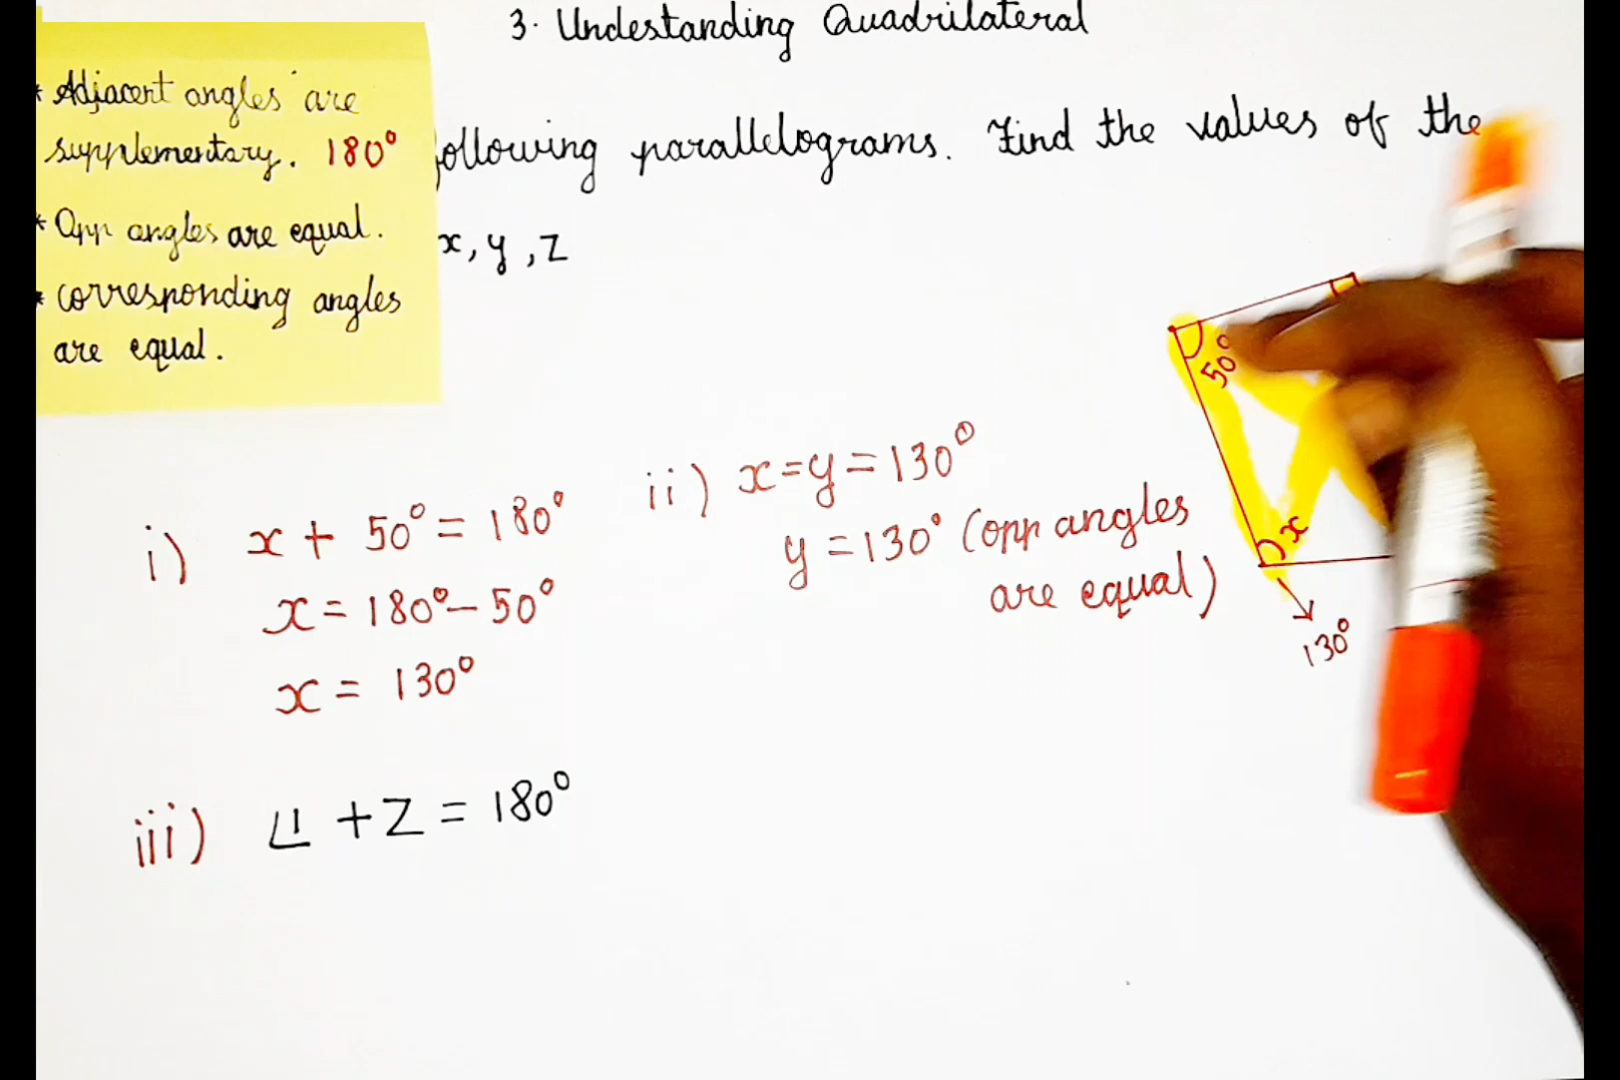 3. Undestanding Quadrilateral
* Adjacent angles are
supplementary. 180°
* Opp angles are equal.
* corresponding angles
are equal.
following parallelograms. Find the values of the
x, y, z
50°
x
130°
i) x + 50° = 180°
x = 180° - 50°
x = 130°
ii) x = y = 130°
y = 130° (opp angles
are equal)
iii) + Z = 180°